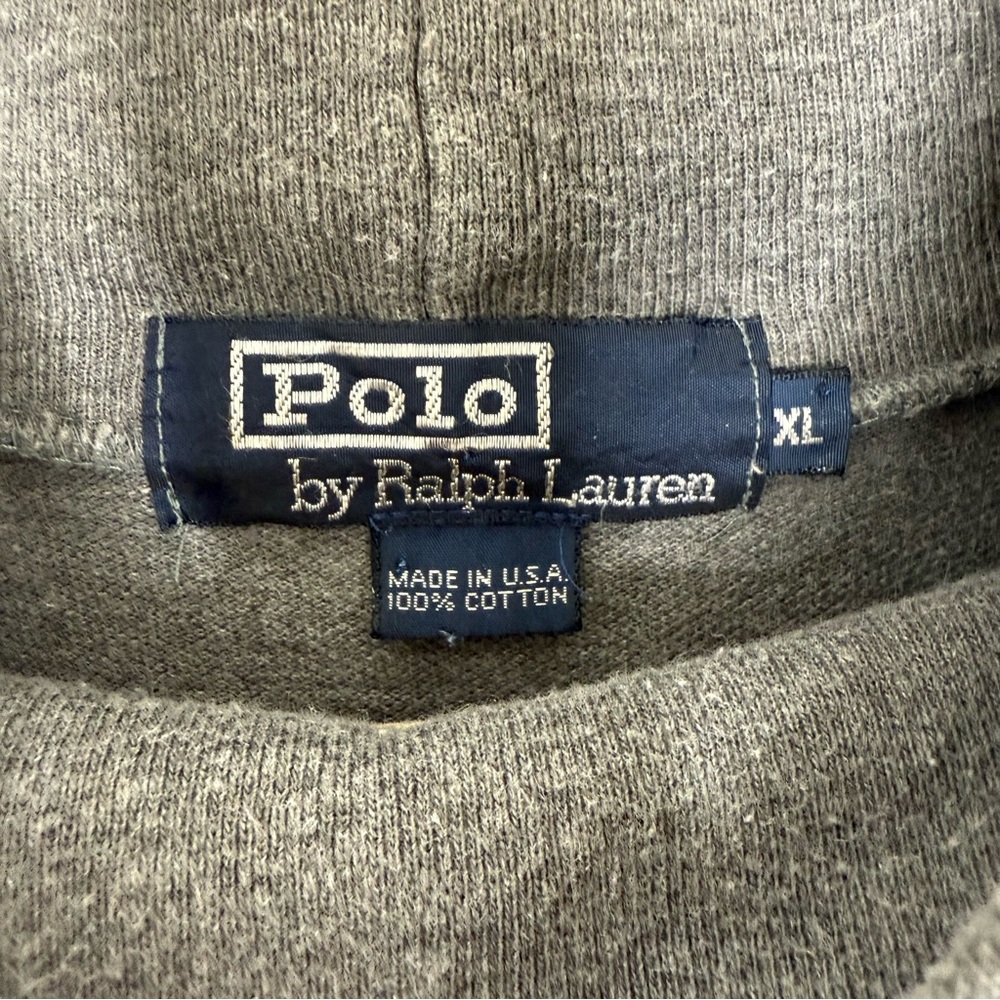 Polo
by Ralph Lauren
XL
MADE IN U.S.A.
100% COTTON